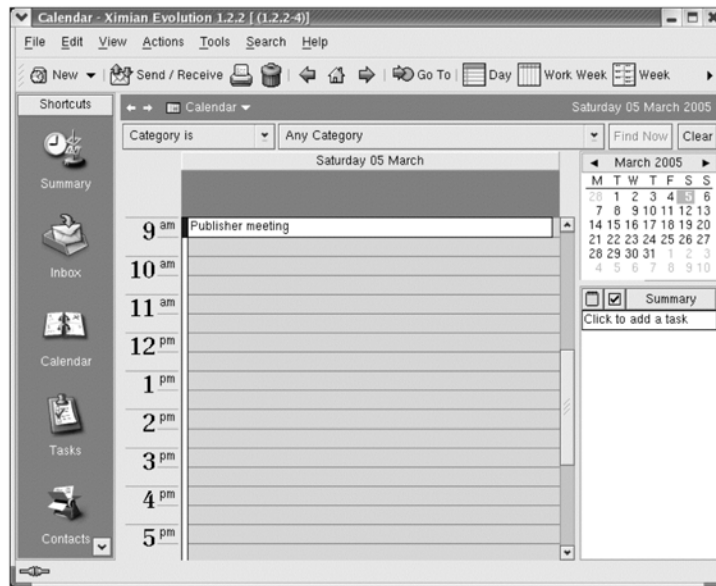 Calendar - Ximian Evolution 1.2.2 [ (1.2.2-4)]
File Edit View Actions Tools Search Help
New Send / Receive Go To Day Work Week Week
Shortcuts
Calendar Saturday 05 March 2005
Category is Any Category Find Now Clear
Saturday 05 March
March 2005
M T W T F S S
28 1 2 3 4 5 6
7 8 9 10 11 12 13
14 15 16 17 18 19 20
21 22 23 24 25 26 27
28 29 30 31 1 2 3
4 5 6 7 8 9 10
Summary
Click to add a task
Summary
Inbox
Calendar
Tasks
Contacts
9 am Publisher meeting
10 am
11 am
12 pm
1 pm
2 pm
3 pm
4 pm
5 pm